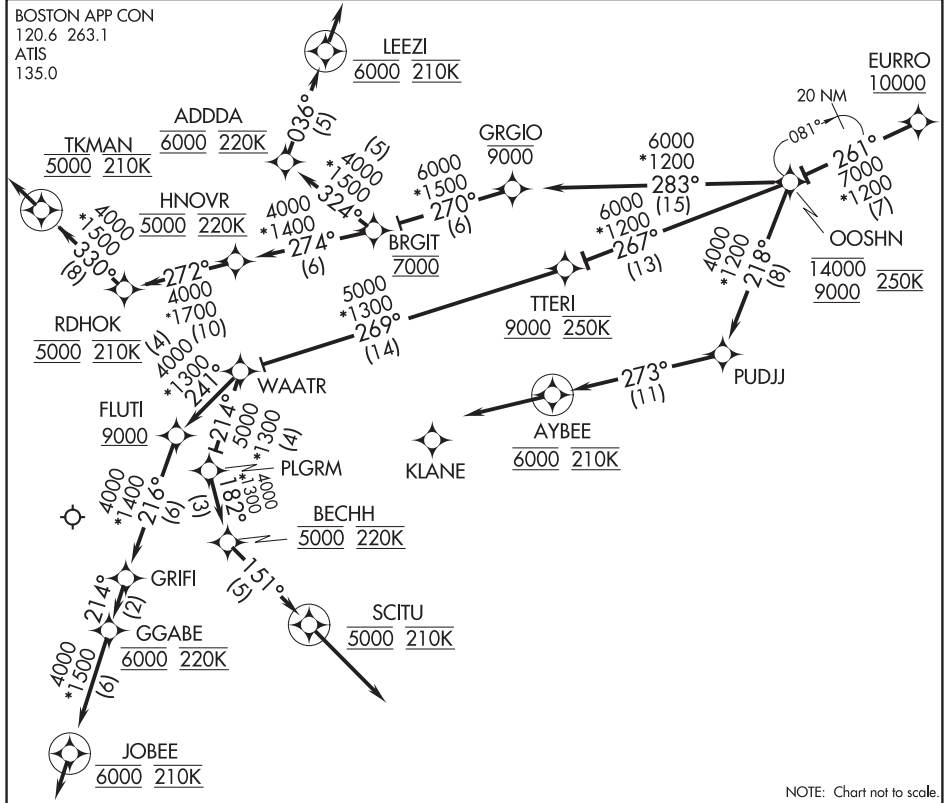 BOSTON APP CON
120.6 263.1
ATIS
135.0
LEEZI
6000 210K
EURRO
10000
20 NM
081°
261°
7000
*1200
(7)
ADDDA
6000 220K
036°
(5)
TKMAN
5000 210K
GRGIO
9000
6000
*1200
283°
(15)
(5)
4000
*1500
324°
6000
*1500
270°
(6)
HNOVR
5000 220K
4000
*1400
274°
(6)
BRGIT
7000
4000
*1500
330°
(8)
272°
4000
*1700
(10)
RDHOK
5000 210K
6000
*1200
267°
(13)
OOSHN
14000
9000 250K
4000
*1200
218°
(8)
TTERI
9000 250K
5000
*1300
269°
(14)
(4)
4000
*1300
241°
WAATR
PUDJJ
273°
(11)
AYBEE
6000 210K
KLANE
FLUTI
9000
214°
5000
*1300
(4)
PLGRM
4000
*1300
182°
(3)
4000
*1400
216°
(6)
BECHH
5000 220K
151°
(5)
GRIFI
SCITU
5000 210K
214°
(2)
GGABE
6000 220K
4000
*1500
(6)
JOBEE
6000 210K
NOTE: Chart not to scale.